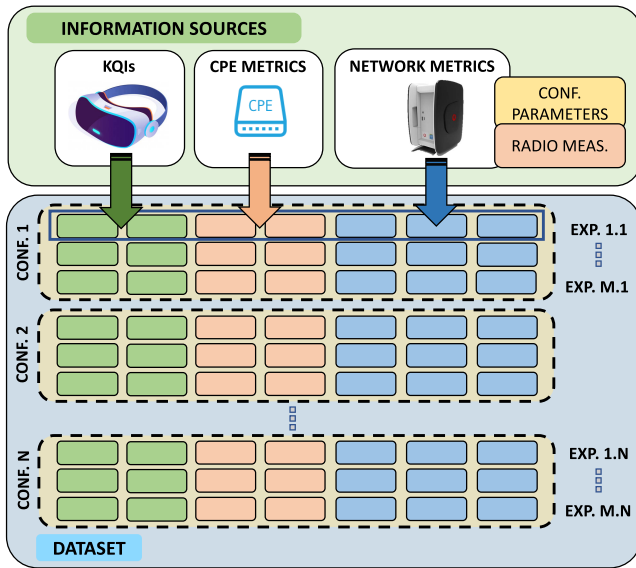 INFORMATION SOURCES
KQIs
CPE METRICS
NETWORK METRICS
CPE
CONF.
PARAMETERS
RADIO MEAS.
CONF. 1
EXP. 1.1
EXP. M.1
CONF. 2
CONF. N
EXP. 1.N
EXP. M.N
DATASET